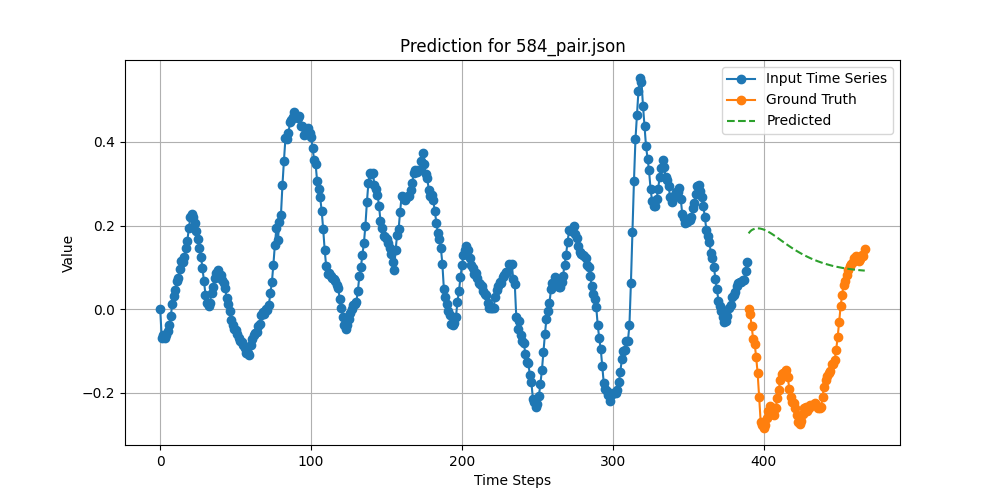 Prediction for 584_pair.json
Input Time Series
Ground Truth
Predicted
Value
0.4
0.2
0.0
−0.2
0 100 200 300 400
Time Steps